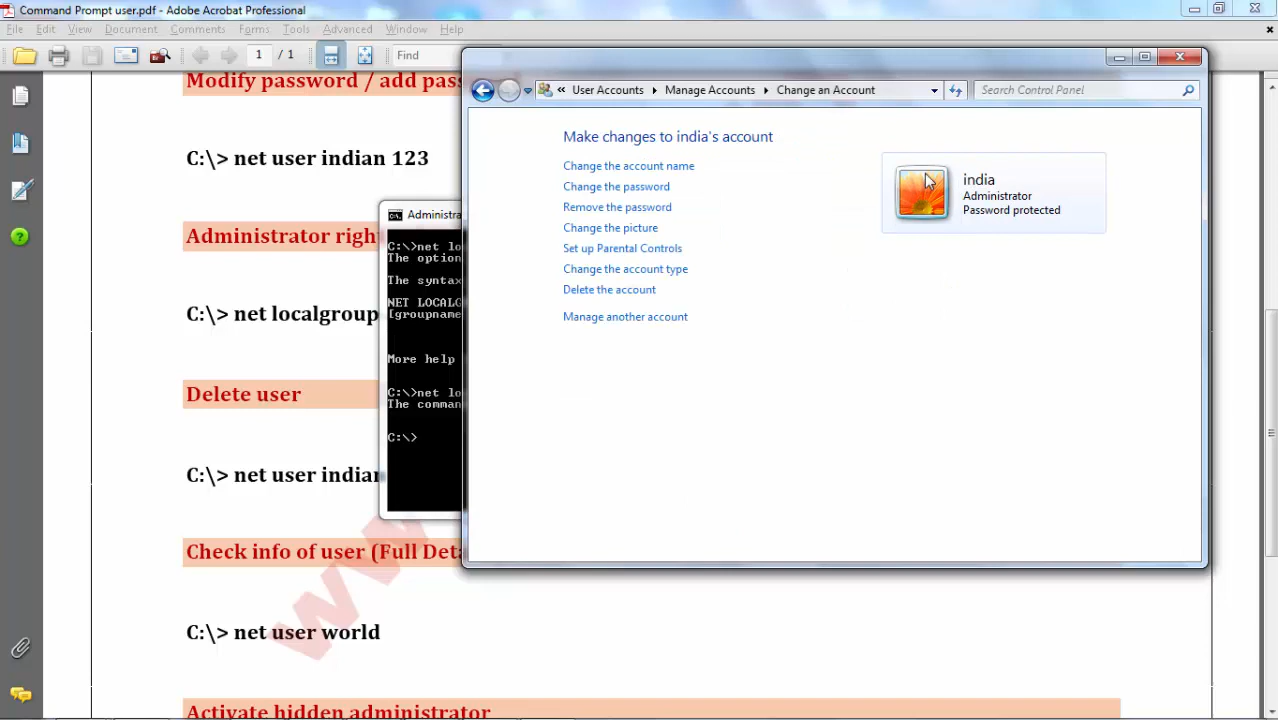 Command Prompt user.pdf - Adobe Acrobat Professional
File Edit View Document Comments Forms Tools Advanced Window Help
1 / 1 Find
Modify password / add pas
C:\> net user indian 123
Administrator righ
C:\> net localgroup
Delete user
C:\> net user indian
Check info of user (Full Det
C:\> net user world
Activate hidden administrator
www
Administra
C:\>net lo
The option
The syntax
NET LOCALG
[groupname
More help
C:\>net lo
The comman
C:\>
« User Accounts Manage Accounts Change an Account Search Control Panel
Make changes to india's account
Change the account name
Change the password
Remove the password
Change the picture
Set up Parental Controls
Change the account type
Delete the account
Manage another account
india
Administrator
Password protected